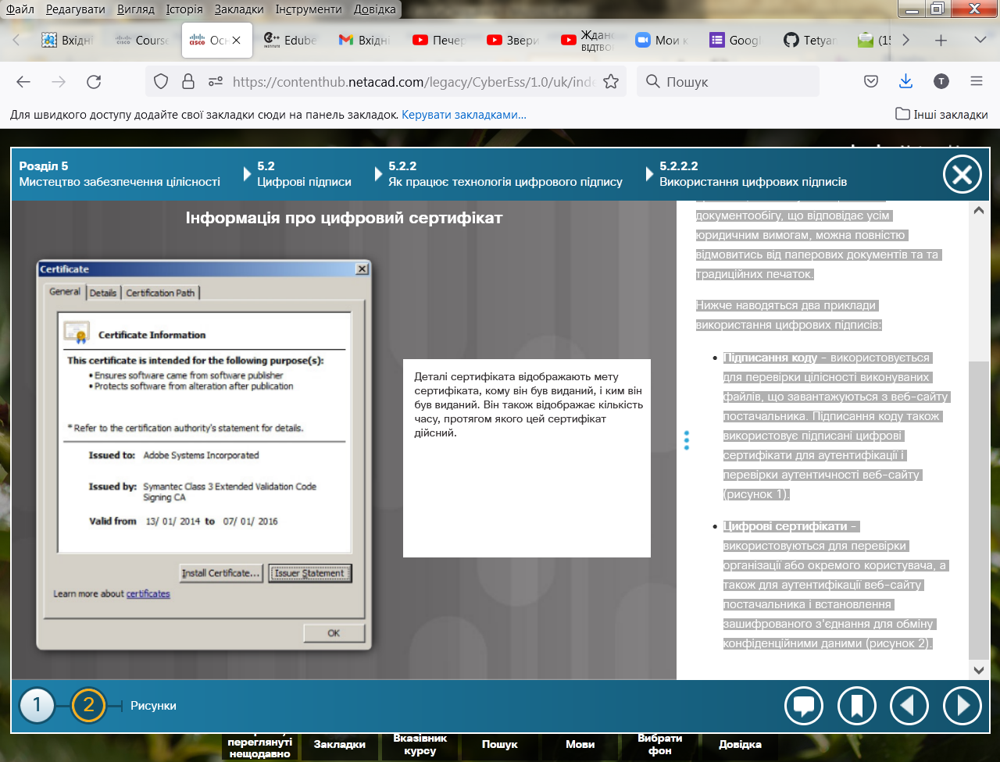 Файл Редагувати Вигляд Історія Закладки Інструменти Довідка
Вхідні Course Осн Edube Вхідні Печер Звери Ждано Мои к Googl Tetyan (15
CISCO CISCO C++ INSTITUTE ВІДТВО
https://contenthub.netacad.com/legacy/CyberEss/1.0/uk/inde Пошук T
Для швидкого доступу додайте свої закладки сюди на панель закладок. Керувати закладками... Інші закладки
Розділ 5
Мистецтво забезпечення цілісності
5.2
Цифрові підписи
5.2.2
Як працює технологія цифрового підпису
5.2.2.2
Використання цифрових підписів
Інформація про цифровий сертифікат
Certificate
General Details Certification Path
Certificate Information
This certificate is intended for the following purpose(s):
• Ensures software came from software publisher
• Protects software from alteration after publication
* Refer to the certification authority's statement for details.
Issued to: Adobe Systems Incorporated
Issued by: Symantec Class 3 Extended Validation Code
Signing CA
Valid from 13/ 01/ 2014 to 07/ 01/ 2016
Install Certificate... Issuer Statement
Learn more about certificates
OK
Деталі сертифіката відображають мету
сертифіката, кому він був виданий, і ким він
був виданий. Він також відображає кількість
часу, протягом якого цей сертифікат
дійсний.
документообігу, що відповідає усім
юридичним вимогам, можна повністю
відмовитись від паперових документів та та
традиційних печаток.
Нижче наводяться два приклади
використання цифрових підписів:
• Підписання коду - використовується
для перевірки цілісності виконуваних
файлів, що завантажуються з веб-сайту
постачальника. Підписання коду також
використовує підписані цифрові
сертифікати для аутентифікації і
перевірки аутентичності веб-сайту
(рисунок 1).
• Цифрові сертифікати -
використовуються для перевірки
організації або окремого користувача, а
також для аутентифікації веб-сайту
постачальника і встановлення
зашифрованого з'єднання для обміну
конфіденційними даними (рисунок 2).
1 2 Рисунки
переглянуті
нещодавно
Закладки
Вказівник
курсу
Пошук
Мови
Вибрати
фон
Довідка